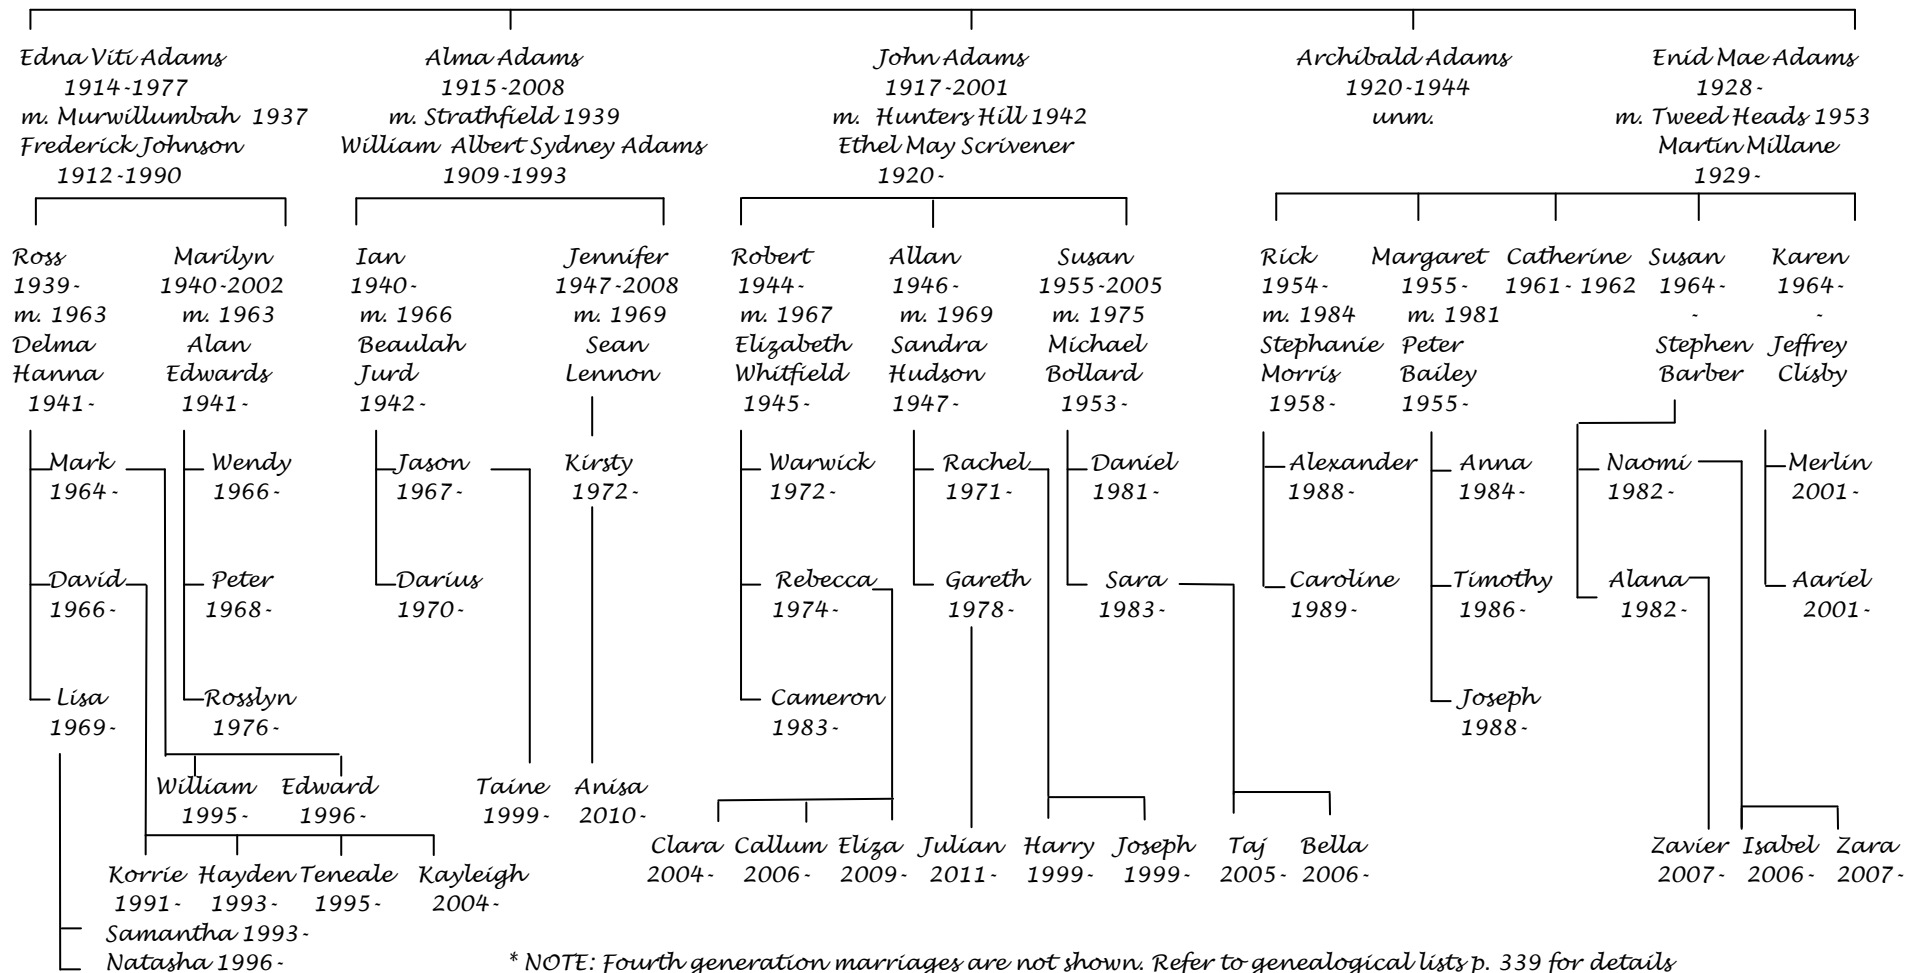 Edna Viti Adams
1914-1977
m. Murwillumbah 1937
Frederick Johnson
1912-1990
Alma Adams
1915-2008
m. Strathfield 1939
William Albert Sydney Adams
1909-1993
John Adams
1917-2001
m. Hunters Hill 1942
Ethel May Scrivener
1920-
Archibald Adams
1920-1944
unm.
Enid Mae Adams
1928-
m. Tweed Heads 1953
Martin Millane
1929-
Ross
1939-
m. 1963
Delma
Hanna
1941-
Marilyn
1940-2002
m. 1963
Alan
Edwards
1941-
Ian
1940-
m. 1966
Beaulah
Jurd
1942-
Jennifer
1947-2008
m. 1969
Sean
Lennon
Robert
1944-
m. 1967
Elizabeth
Whitfield
1945-
Allan
1946-
m. 1969
Sandra
Hudson
1947-
Susan
1955-2005
m. 1975
Michael
Bollard
1953-
Rick
1954-
m. 1984
Stephanie
Morris
1958-
Margaret
1955-
m. 1981
Peter
Bailey
1955-
Catherine
1961- 1962
Susan
1964-
-
Stephen
Barber
Karen
1964-
-
Jeffrey
Clisby
Mark
1964-
David
1966-
Lisa
1969-
Wendy
1966-
Peter
1968-
Rosslyn
1976-
Jason
1967-
Darius
1970-
Kirsty
1972-
Warwick
1972-
Rebecca
1974-
Cameron
1983-
Rachel
1971-
Gareth
1978-
Daniel
1981-
Sara
1983-
Alexander
1988-
Caroline
1989-
Anna
1984-
Timothy
1986-
Joseph
1988-
Naomi
1982-
Alana
1982-
Merlin
2001-
Aariel
2001-
William
1995-
Edward
1996-
Taine
1999-
Anisa
2010-
Clara
2004-
Callum
2006-
Eliza
2009-
Julian
2011-
Harry
1999-
Joseph
1999-
Taj
2005-
Bella
2006-
Zavier
2007-
Isabel
2006-
Zara
2007-
Korrie
1991-
Hayden
1993-
Teneale
1995-
Kayleigh
2004-
Samantha 1993-
Natasha 1996-
* NOTE: Fourth generation marriages are not shown. Refer to genealogical lists p. 339 for details